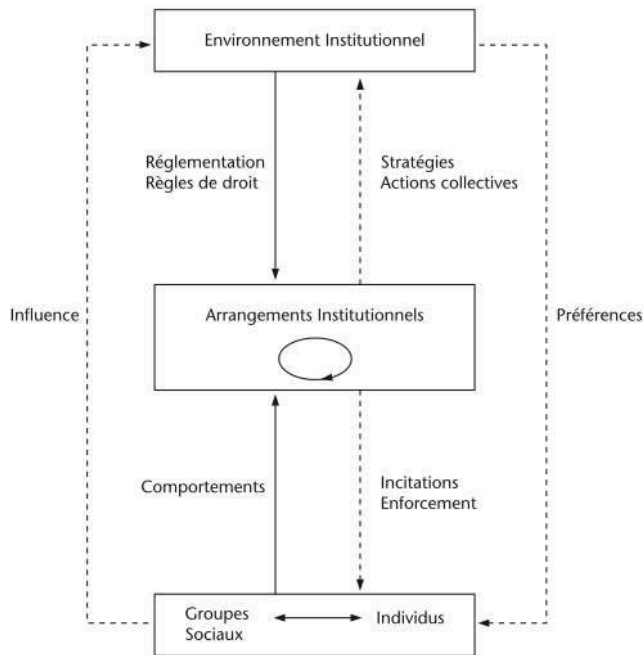 Environnement Institutionnel
Réglementation
Règles de droit
Stratégies
Actions collectives
Influence
Arrangements Institutionnels
Préférences
Comportements
Incitations
Enforcement
Groupes
Sociaux
Individus